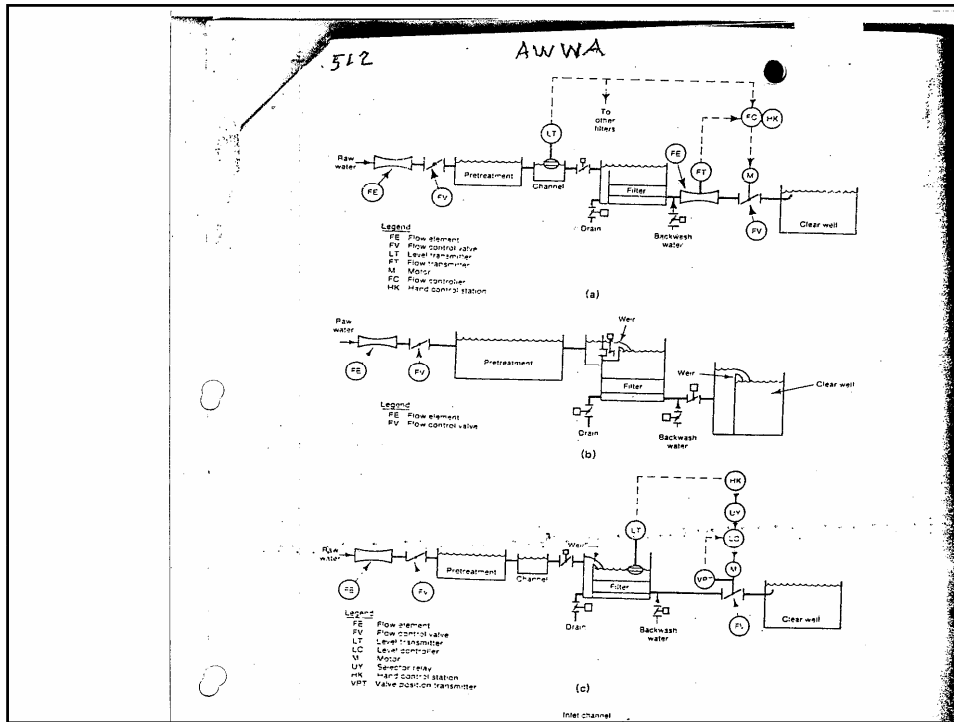 .512
AWWA
To
other
filters
FC
HK
LT
Raw
water
FE
FV
Pretreatment
Channel
Filter
Drain
FE
FT
M
Backwash
water
FV
Clear well
Legend
FE Flow element
FV Flow control valve
LT Level transmitter
FT Flow transmitter
M Motor
FC Flow controller
HK Hand control station
(a)
Raw
water
FE
FV
Pretreatment
Weir
Filter
Drain
Backwash
water
Weir
Clear well
Legend
FE Flow element
FV Flow control valve
(b)
HK
UY
LC
M
VPT
LT
Raw
water
FE
FV
Pretreatment
Channel
Weir
Filter
Drain
Backwash
water
Clear well
Legend
FE Flow element
FV Flow control valve
LT Level transmitter
LC Level controller
M Motor
UY Selector relay
HK Hand control station
VPT Valve position transmitter
(c)
Inlet channel